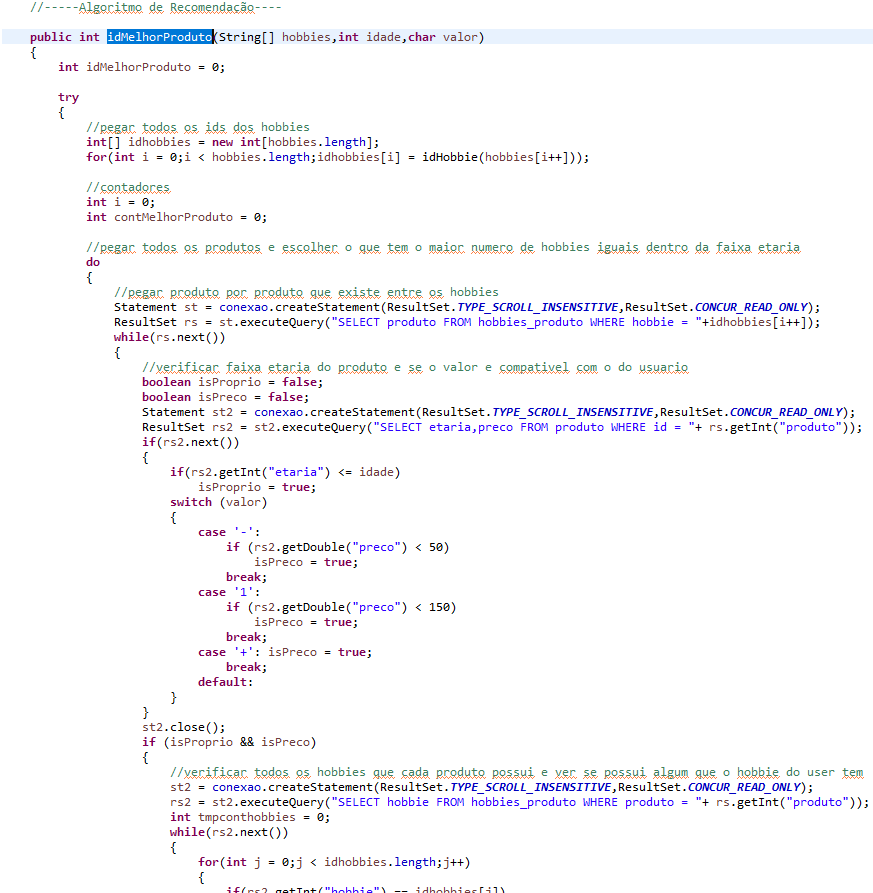 //-----Algoritmo de Recomendacão----
public int idMelhorProduto(String[] hobbies,int idade,char valor)
{
int idMelhorProduto = 0;
try
{
//pegar todos os ids dos hobbies
int[] idhobbies = new int[hobbies.length];
for(int i = 0;i < hobbies.length;idhobbies[i] = idHobbie(hobbies[i++]));
//contadores
int i = 0;
int contMelhorProduto = 0;
//pegar todos os produtos e escolher o que tem o maior numero de hobbies iguais dentro da faixa etaria
do
{
//pegar produto por produto que existe entre os hobbies
Statement st = conexao.createStatement(ResultSet.TYPE_SCROLL_INSENSITIVE,ResultSet.CONCUR_READ_ONLY);
ResultSet rs = st.executeQuery("SELECT produto FROM hobbies_produto WHERE hobbie = "+idhobbies[i++]);
while(rs.next())
{
//verificar faixa etaria do produto e se o valor e compativel com o do usuario
boolean isProprio = false;
boolean isPreco = false;
Statement st2 = conexao.createStatement(ResultSet.TYPE_SCROLL_INSENSITIVE,ResultSet.CONCUR_READ_ONLY);
ResultSet rs2 = st2.executeQuery("SELECT etaria,preco FROM produto WHERE id = "+ rs.getInt("produto"));
if(rs2.next())
{
if(rs2.getInt("etaria") <= idade)
isProprio = true;
switch (valor)
{
case '-':
if (rs2.getDouble("preco") < 50)
isPreco = true;
break;
case '1':
if (rs2.getDouble("preco") < 150)
isPreco = true;
break;
case '+': isPreco = true;
break;
default:
}
}
st2.close();
if (isProprio && isPreco)
{
//verificar todos os hobbies que cada produto possui e ver se possui algum que o hobbie do user tem
st2 = conexao.createStatement(ResultSet.TYPE_SCROLL_INSENSITIVE,ResultSet.CONCUR_READ_ONLY);
rs2 = st2.executeQuery("SELECT hobbie FROM hobbies_produto WHERE produto = "+ rs.getInt("produto"));
int tmpconthobbies = 0;
while(rs2.next())
{
for(int j = 0;j < idhobbies.length;j++)
{
if(rs2.getInt("hobbie") == idhobbies[j])